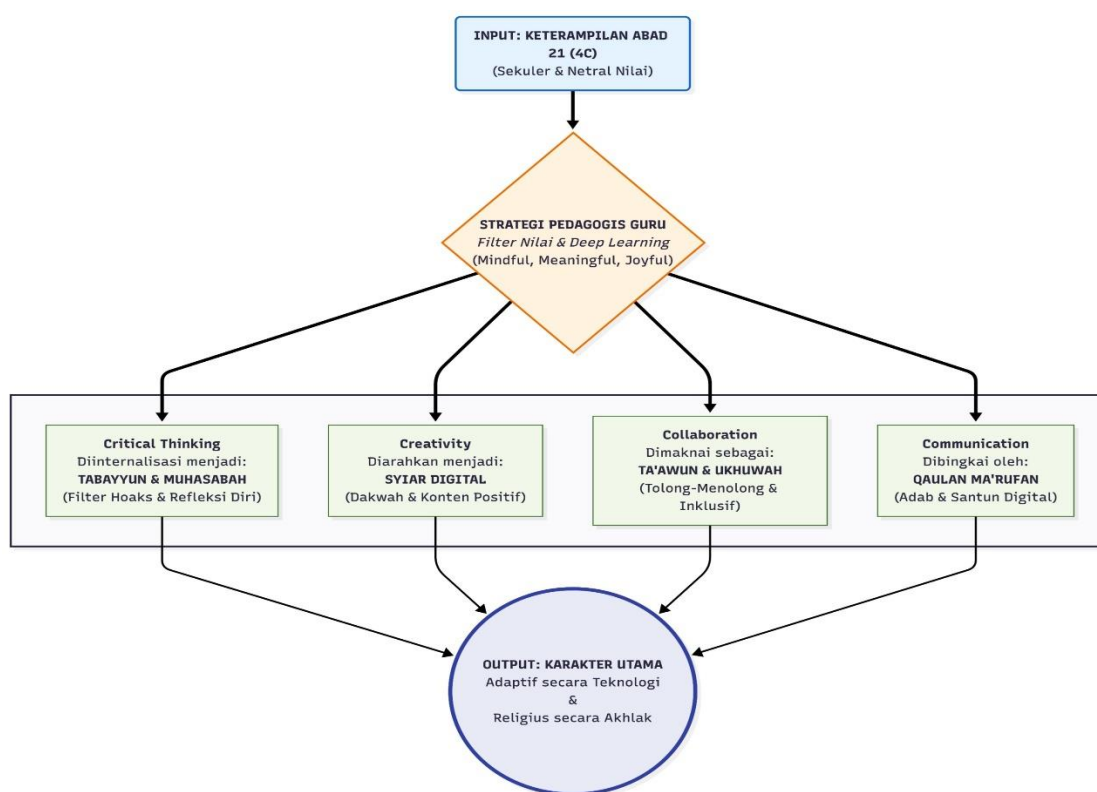 INPUT: KETERAMPILAN ABAD
21 (4C)
(Sekuler & Netral Nilai)
STRATEGI PEDAGOGIS GURU
Filter Nilai & Deep Learning
(Mindful, Meaningful, Joyful)
Critical Thinking
Diinternalisasi menjadi:
TABAYYUN & MUHASABAH
(Filter Hoaks & Refleksi Diri)
Creativity
Diarahkan menjadi:
SYIAR DIGITAL
(Dakwah & Konten Positif)
Collaboration
Dimaknai sebagai:
TA'AWUN & UKHUWAH
(Tolong-Menolong &
Inklusif)
Communication
Dibingkai oleh:
QAULAN MA'RUFAN
(Adab & Santun Digital)
OUTPUT: KARAKTER UTAMA
Adaptif secara Teknologi
&
Religius secara Akhlak